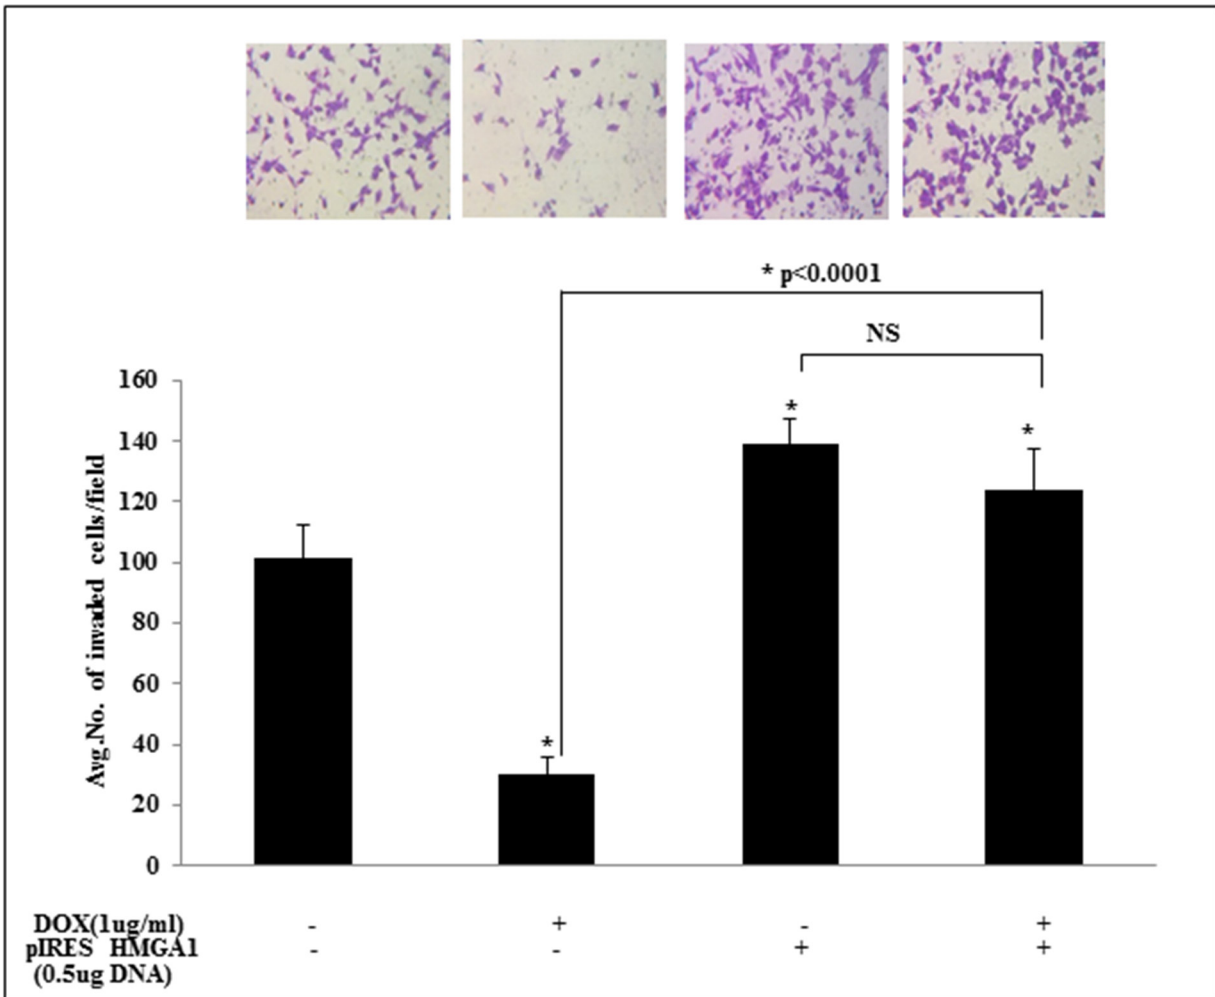 * p<0.0001
NS
160
140
120
100
80
60
40
20
0
Avg.No. of invaded cells/field
*
*
*
DOX(1ug/ml) - + - +
pIRES HMGA1 - - + +
(0.5ug DNA)